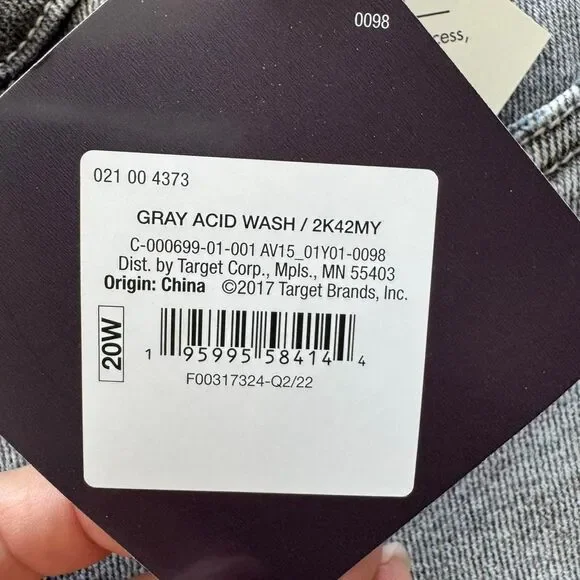 0098
cess,
021 00 4373
GRAY ACID WASH / 2K42MY
C-000699-01-001 AV15_01Y01-0098
Dist. by Target Corp., Mpls., MN 55403
Origin: China ©2017 Target Brands, Inc.
20W
1 95995 58414 4
F00317324-Q2/22